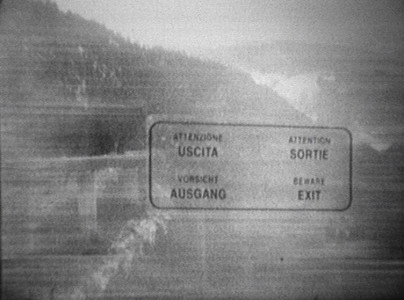 ATTENZIONE
USCITA
ATTENTION
SORTIE
VORSICHT
AUSGANG
BEWARE
EXIT